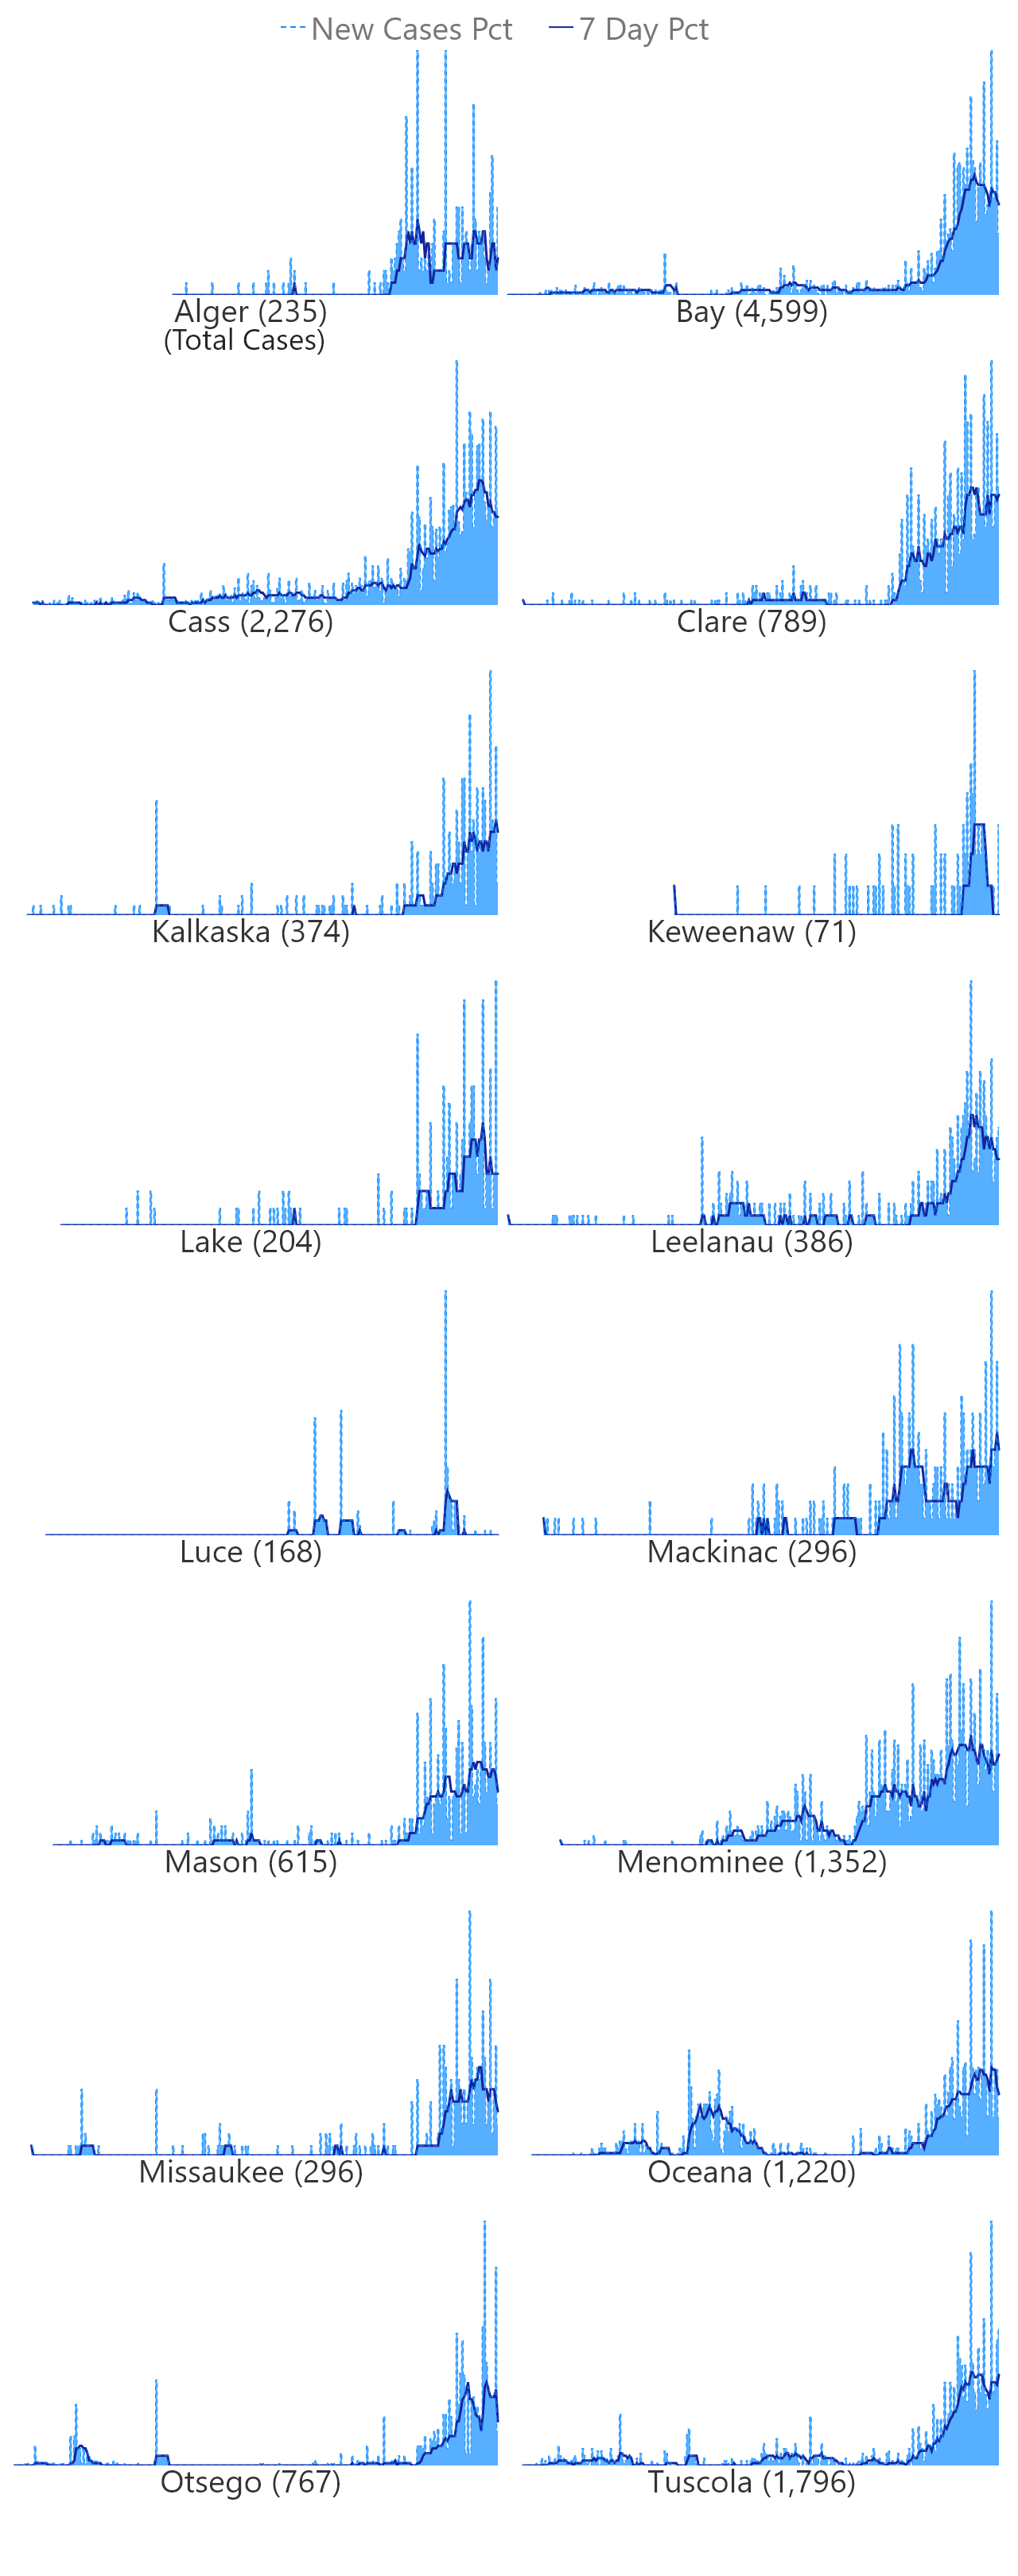 New Cases Pct 7 Day Pct
Alger (235) Bay (4,599)
(Total Cases)
Cass (2,276) Clare (789)
Kalkaska (374) Keweenaw (71)
Lake (204) Leelanau (386)
Luce (168) Mackinac (296)
Mason (615) Menominee (1,352)
Missaukee (296) Oceana (1,220)
Otsego (767) Tuscola (1,796)